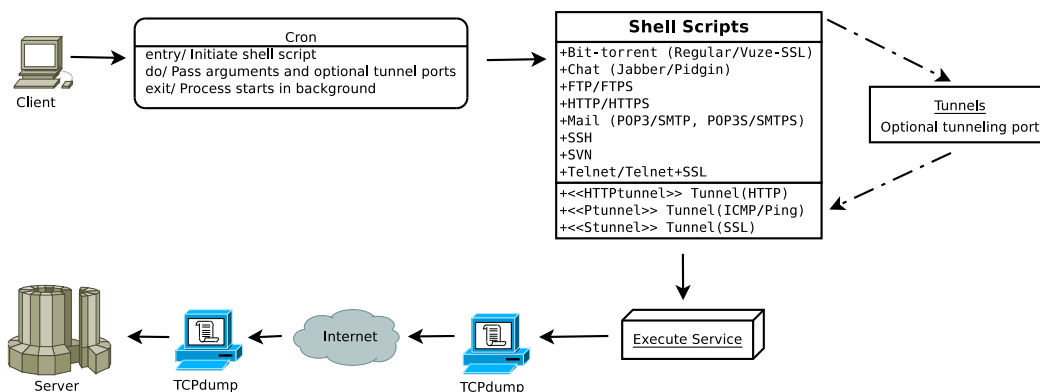 Client
Cron
entry/ Initiate shell script
do/ Pass arguments and optional tunnel ports
exit/ Process starts in background
Shell Scripts
+Bit-torrent (Regular/Vuze-SSL)
+Chat (Jabber/Pidgin)
+FTP/FTPS
+HTTP/HTTPS
+Mail (POP3/SMTP, POP3S/SMTPS)
+SSH
+SVN
+Telnet/Telnet+SSL
+<<HTTPtunnel>> Tunnel(HTTP)
+<<Ptunnel>> Tunnel(ICMP/Ping)
+<<Stunnel>> Tunnel(SSL)
Tunnels
Optional tunneling port
Server
TCPdump
Internet
TCPdump
Execute Service